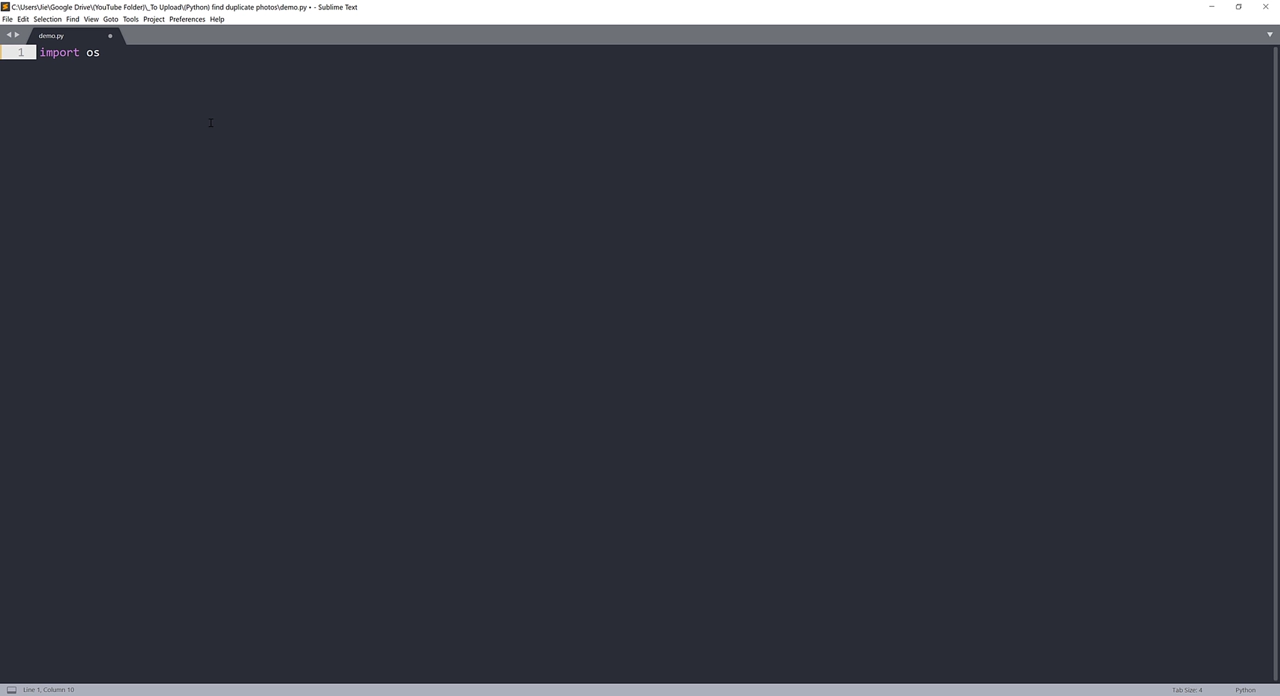 C:\Users\Jie\Google Drive\(YouTube Folder)\_To Upload\(Python) find duplicate photos\demo.py • - Sublime Text
File Edit Selection Find View Goto Tools Project Preferences Help
demo.py
1 import os
Line 1, Column 10 Tab Size: 4 Python